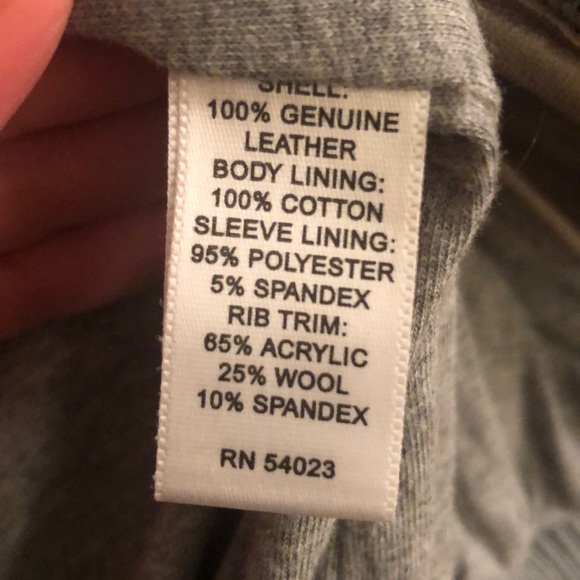 SHELL:
100% GENUINE
LEATHER
BODY LINING:
100% COTTON
SLEEVE LINING:
95% POLYESTER
5% SPANDEX
RIB TRIM:
65% ACRYLIC
25% WOOL
10% SPANDEX
RN 54023